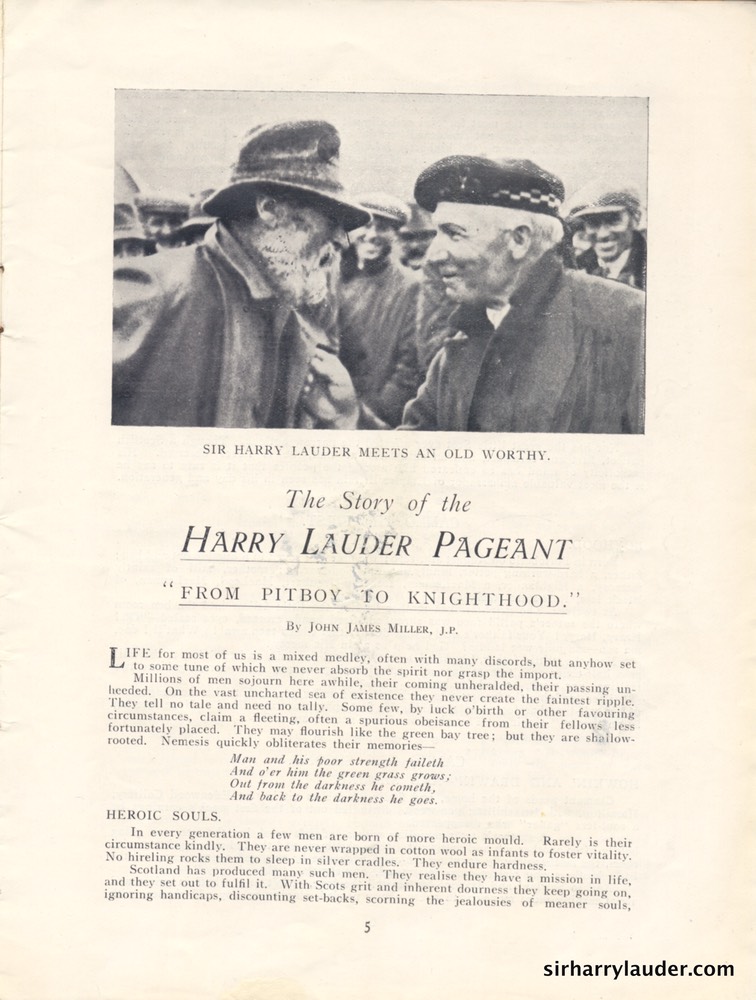 SIR HARRY LAUDER MEETS AN OLD WORTHY.
The Story of the
HARRY LAUDER PAGEANT
"FROM PITBOY TO KNIGHTHOOD."
By JOHN JAMES MILLER, J.P.
LIFE for most of us is a mixed medley, often with many discords, but anyhow set
to some tune of which we never absorb the spirit nor grasp the import.
Millions of men sojourn here awhile, their coming unheralded, their passing un-
heeded. On the vast uncharted sea of existence they never create the faintest ripple.
They tell no tale and need no tally. Some few, by luck o'birth or other favouring
circumstances, claim a fleeting, often a spurious obeisance from their fellows less
fortunately placed. They may flourish like the green bay tree; but they are shallow-
rooted. Nemesis quickly obliterates their memories—
Man and his poor strength faileth
And o'er him the green grass grows;
Out from the darkness he cometh,
And back to the darkness he goes.
HEROIC SOULS.
In every generation a few men are born of more heroic mould. Rarely is their
circumstance kindly. They are never wrapped in cotton wool as infants to foster vitality.
No hireling rocks them to sleep in silver cradles. They endure hardness.
Scotland has produced many such men. They realise they have a mission in life,
and they set out to fulfil it. With Scots grit and inherent dourness they keep going on,
ignoring handicaps, discounting set-backs, scorning the jealousies of meaner souls,
5
sirharrylauder.com